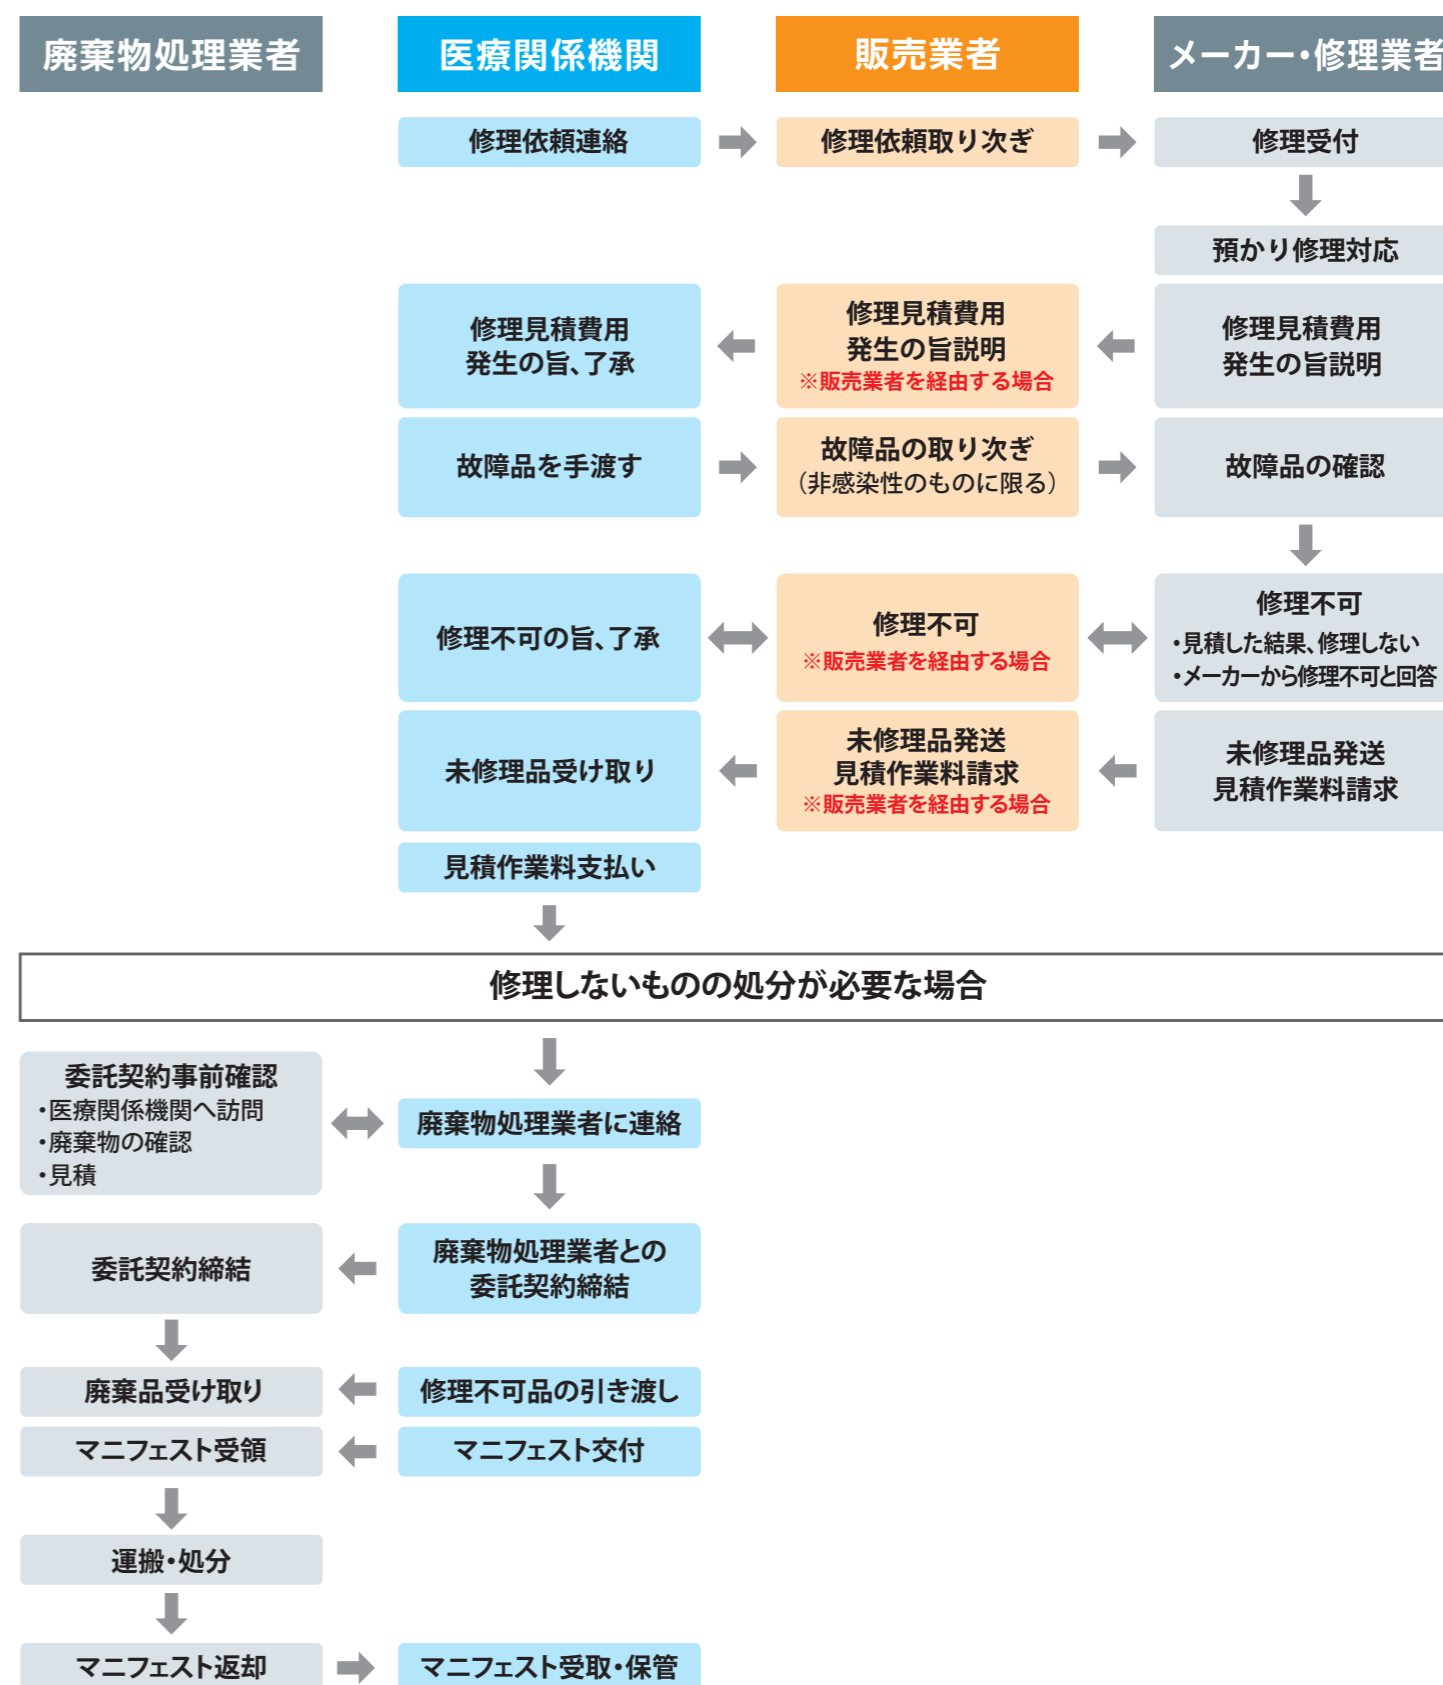 廃棄物処理業者
医療関係機関
販売業者
メーカー・修理業者
修理依頼連絡
修理依頼取り次ぎ
修理受付
預かり修理対応
修理見積費用
発生の旨、了承
修理見積費用
発生の旨説明
※販売業者を経由する場合
修理見積費用
発生の旨説明
故障品を手渡す
故障品の取り次ぎ
（非感染性のものに限る）
故障品の確認
修理不可の旨、了承
修理不可
※販売業者を経由する場合
修理不可
・見積した結果、修理しない
・メーカーから修理不可と回答
未修理品受け取り
未修理品発送
見積作業料請求
※販売業者を経由する場合
未修理品発送
見積作業料請求
見積作業料支払い
修理しないものの処分が必要な場合
委託契約事前確認
・医療関係機関へ訪問
・廃棄物の確認
・見積
廃棄物処理業者に連絡
委託契約締結
廃棄物処理業者との
委託契約締結
廃棄品受け取り
修理不可品の引き渡し
マニフェスト受領
マニフェスト交付
運搬・処分
マニフェスト返却
マニフェスト受取・保管